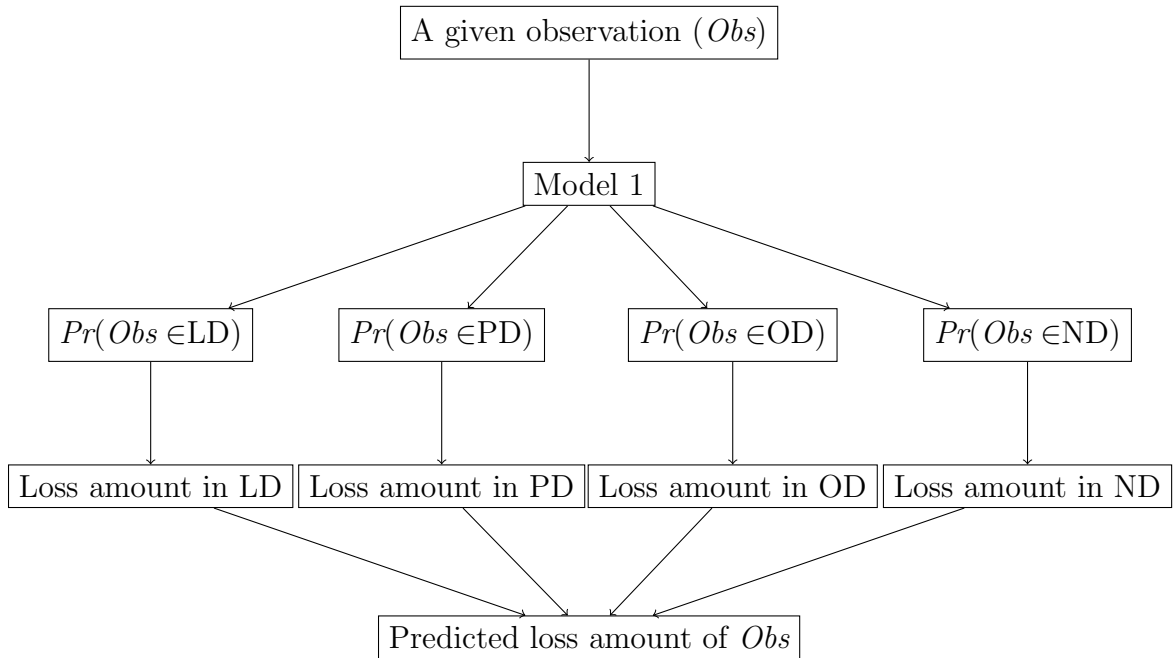 A given observation (Obs)
Model 1
Pr(Obs ∈LD)
Pr(Obs ∈PD)
Pr(Obs ∈OD)
Pr(Obs ∈ND)
Loss amount in LD
Loss amount in PD
Loss amount in OD
Loss amount in ND
Predicted loss amount of Obs